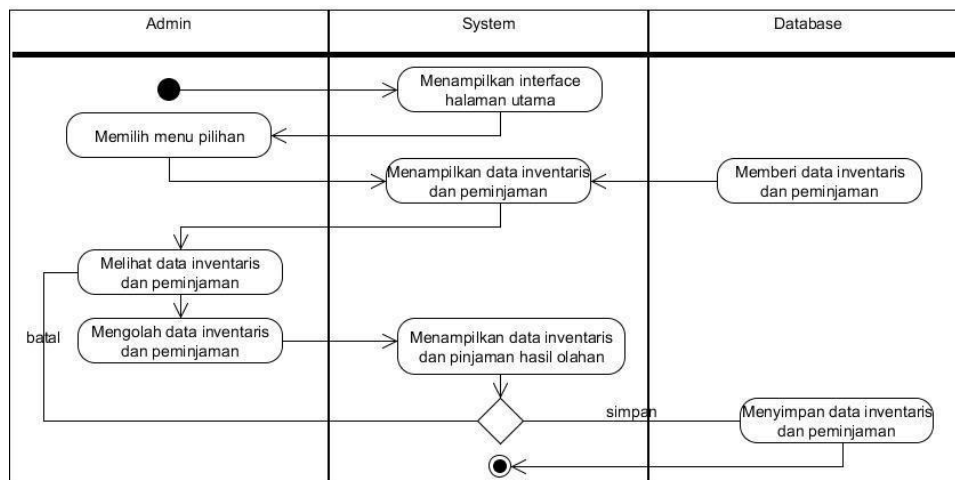 Admin
System
Database
Menampilkan interface
halaman utama
Memilih menu pilihan
Menampilkan data inventaris
dan peminjaman
Memberi data inventaris
dan peminjaman
Melihat data inventaris
dan peminjaman
batal
Mengolah data inventaris
dan peminjaman
Menampilkan data inventaris
dan pinjaman hasil olahan
simpan
Menyimpan data inventaris
dan peminjaman